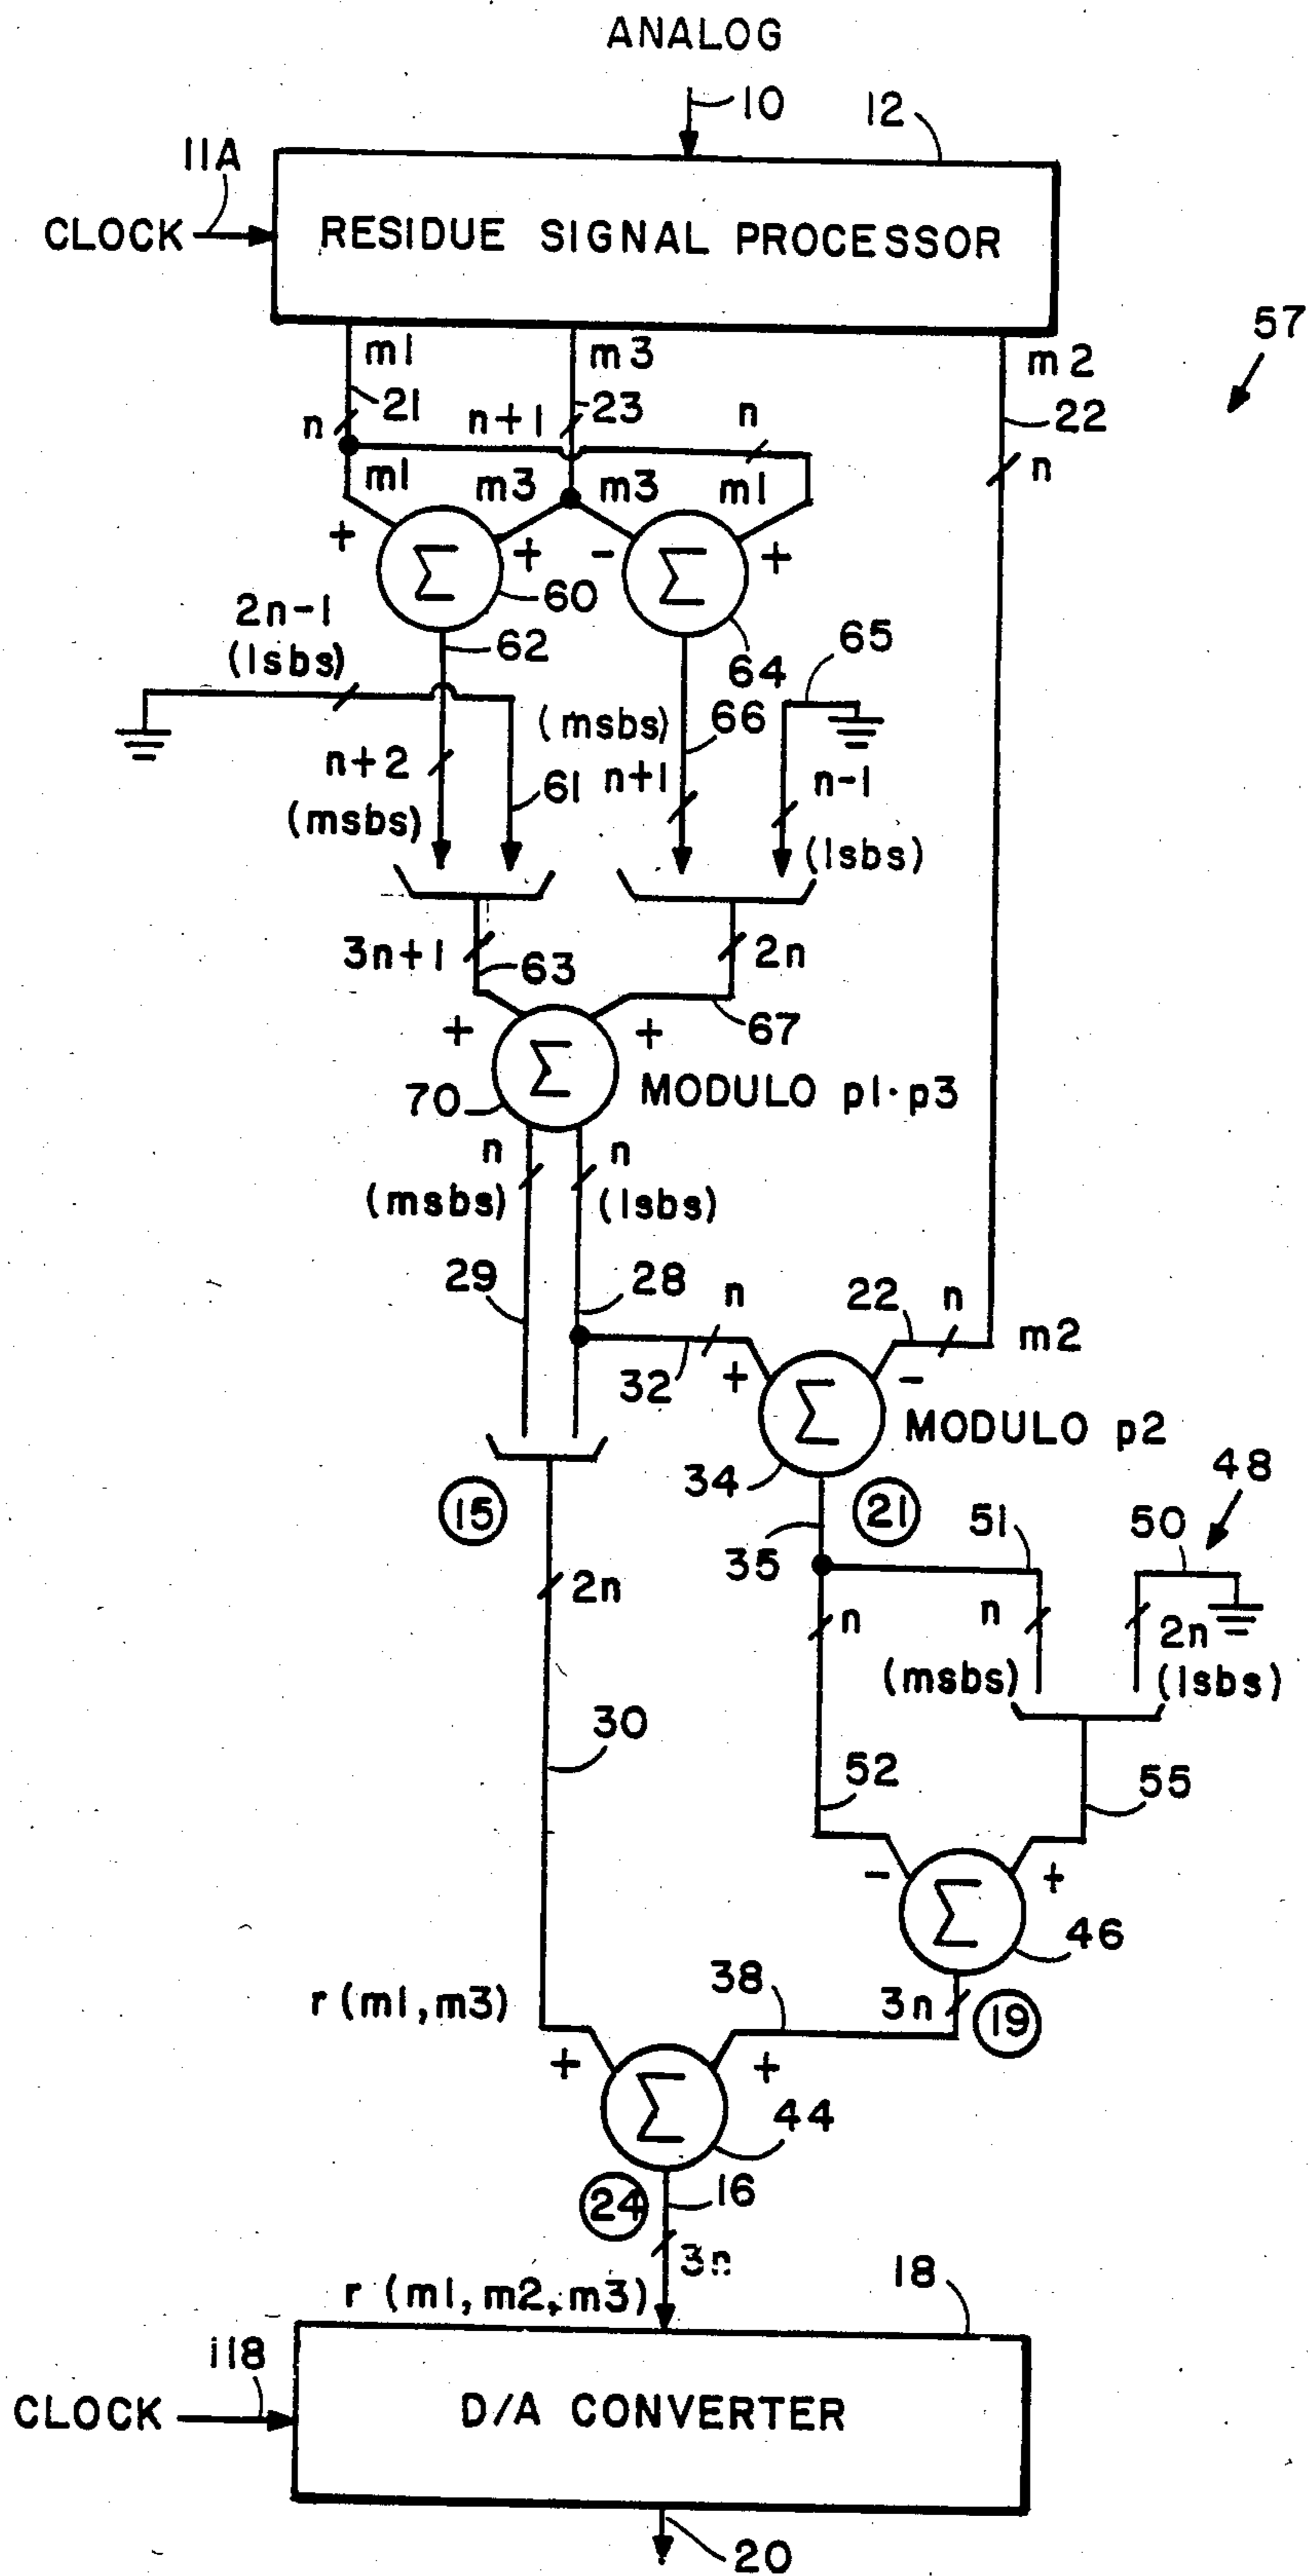 ANALOG
10
12
11A
CLOCK
RESIDUE SIGNAL PROCESSOR
57
m1
m3
m2
21
n+1
23
n
22
n
n
m1
m3
m3
m1
+
+
-
+
Σ
Σ
60
2n-1
(lsbs)
62
64
65
(msbs)
66
n+2
n+1
n-1
61
(msbs)
(lsbs)
3n+1
63
2n
+
+
67
Σ
70
MODULO p1·p3
n
n
(msbs)
(lsbs)
29
28
n
22
n
m2
32
+
-
Σ
MODULO p2
34
48
15
21
51
50
35
2n
n
n
2n
(msbs)
(lsbs)
30
52
55
-
+
Σ
46
38
r(m1,m3)
3n
19
+
+
Σ
44
24
16
3n
18
r (m1, m2, m3)
118
CLOCK
D/A CONVERTER
20